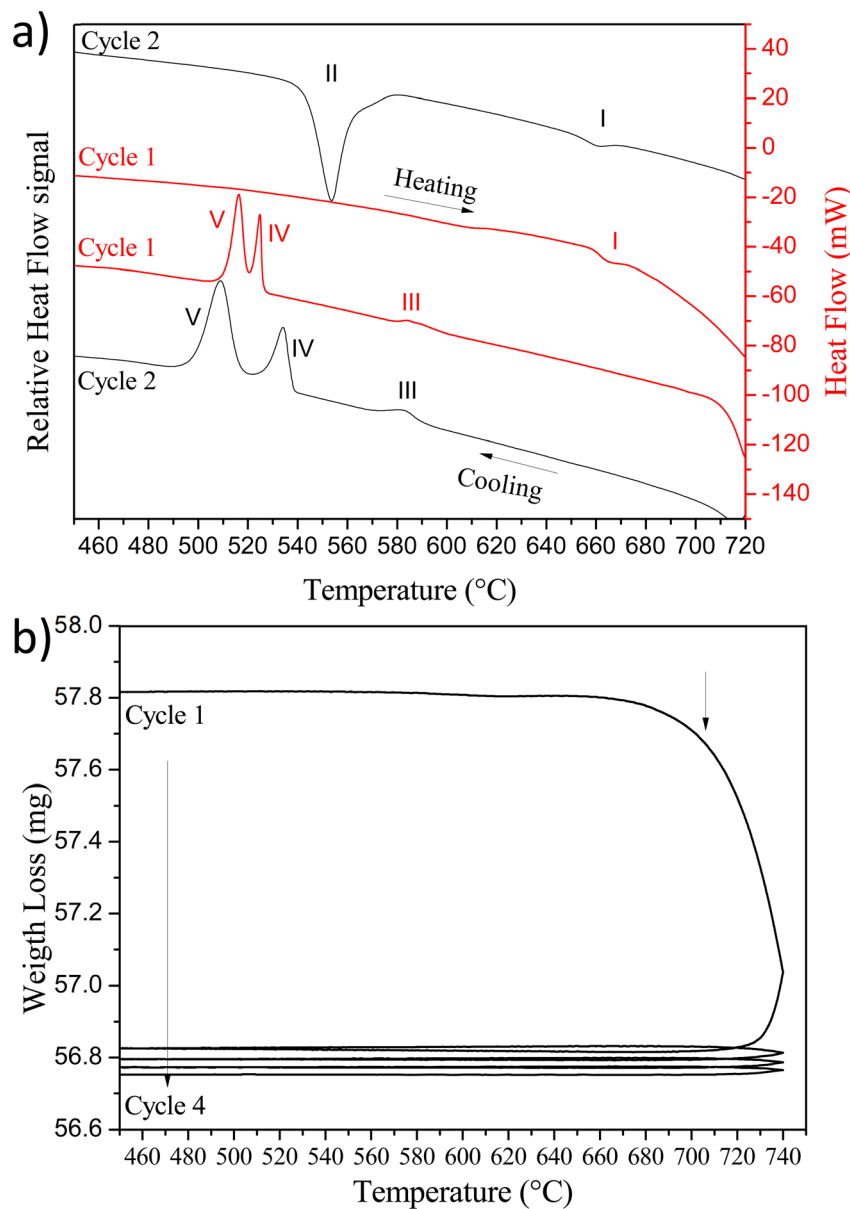 a)
Cycle 2
II
I
Cycle 1
Heating
V
IV
I
Cycle 1
III
V
IV
III
Cycle 2
Cooling
Relative Heat Flow signal
Heat Flow (mW)
40
20
0
-20
-40
-60
-80
-100
-120
-140
460 480 500 520 540 560 580 600 620 640 660 680 700 720
Temperature (°C)
b)
58.0
57.8
57.6
57.4
57.2
57.0
56.8
56.6
Cycle 1
Cycle 4
Weigth Loss (mg)
460 480 500 520 540 560 580 600 620 640 660 680 700 720 740
Temperature (°C)